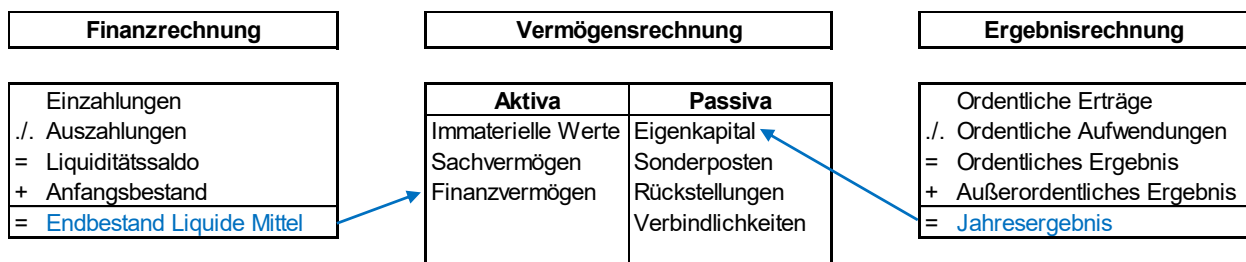 Finanzrechnung
Einzahlungen
./. Auszahlungen
= Liquiditätssaldo
+ Anfangsbestand
= Endbestand Liquide Mittel
Vermögensrechnung
Aktiva Passiva
Immaterielle Werte Eigenkapital
Sachvermögen Sonderposten
Finanzvermögen Rückstellungen
Verbindlichkeiten
Ergebnisrechnung
Ordentliche Erträge
./. Ordentliche Aufwendungen
= Ordentliches Ergebnis
+ Außerordentliches Ergebnis
= Jahresergebnis